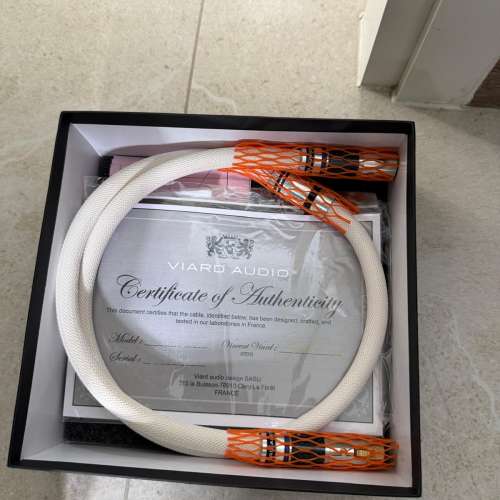 VIARD AUDIO
Certificate of Authenticity
This document certifies that the cable, identified below, has been designed, crafted, and
tested in our laboratories in France.
Model : Vincent Viard :
Serial :
Viard audio design SASU
FRANCE